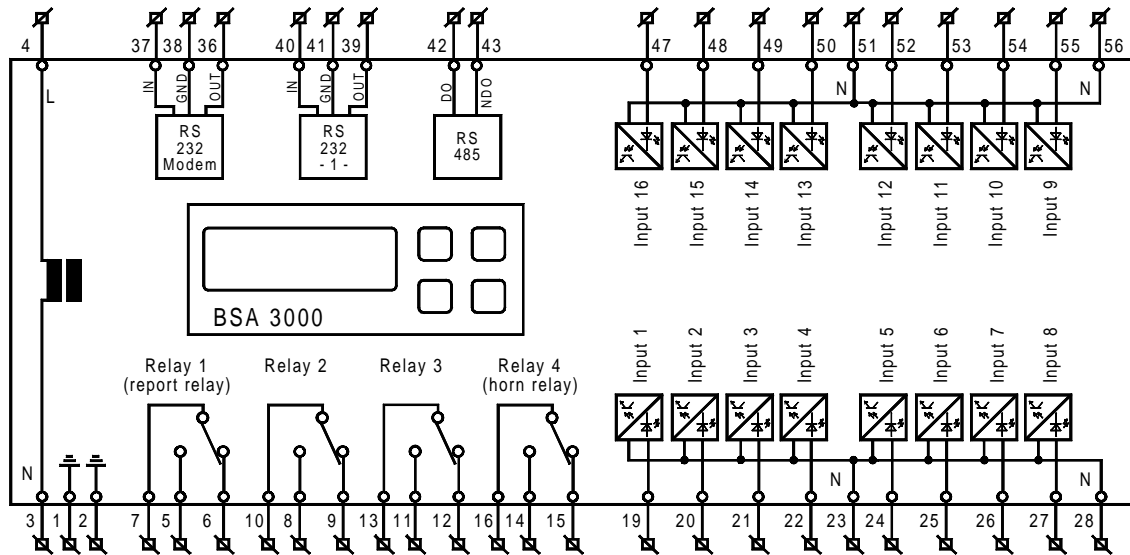 4 37 38 36 40 41 39 42 43 47 48 49 50 51 52 53 54 55 56
L IN GND OUT IN GND OUT DO NDO N N
RS
232
Modem
RS
232
- 1 -
RS
485
Input 16 Input 15 Input 14 Input 13 Input 12 Input 11 Input 10 Input 9
BSA 3000
Input 1 Input 2 Input 3 Input 4 Input 5 Input 6 Input 7 Input 8
Relay 1
(report relay)
Relay 2
Relay 3
Relay 4
(horn relay)
N N N
3 1 2 7 5 6 10 8 9 13 11 12 16 14 15 19 20 21 22 23 24 25 26 27 28